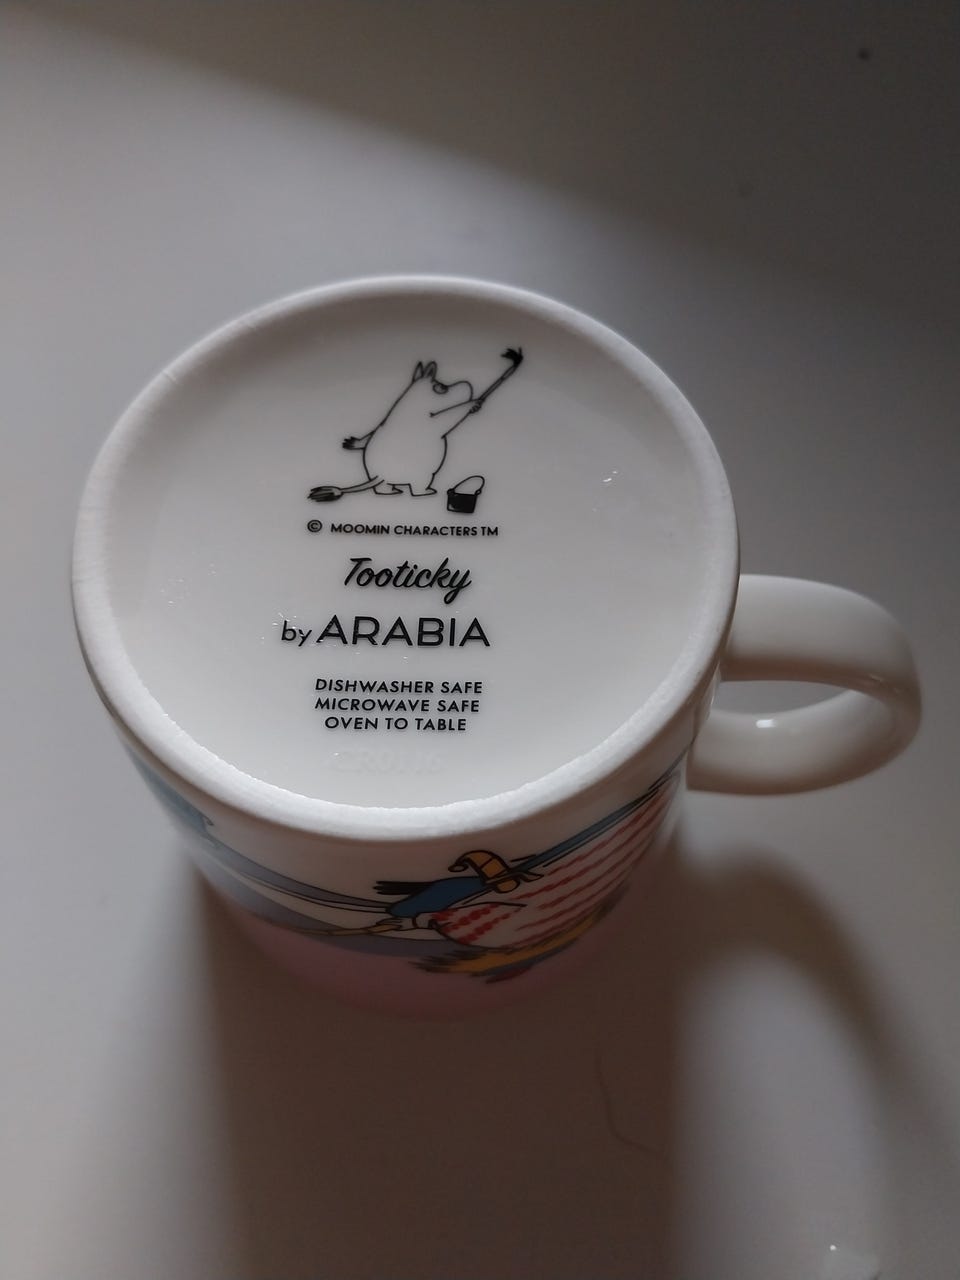 © MOOMIN CHARACTERS TM
Tooticky
by ARABIA
DISHWASHER SAFE
MICROWAVE SAFE
OVEN TO TABLE